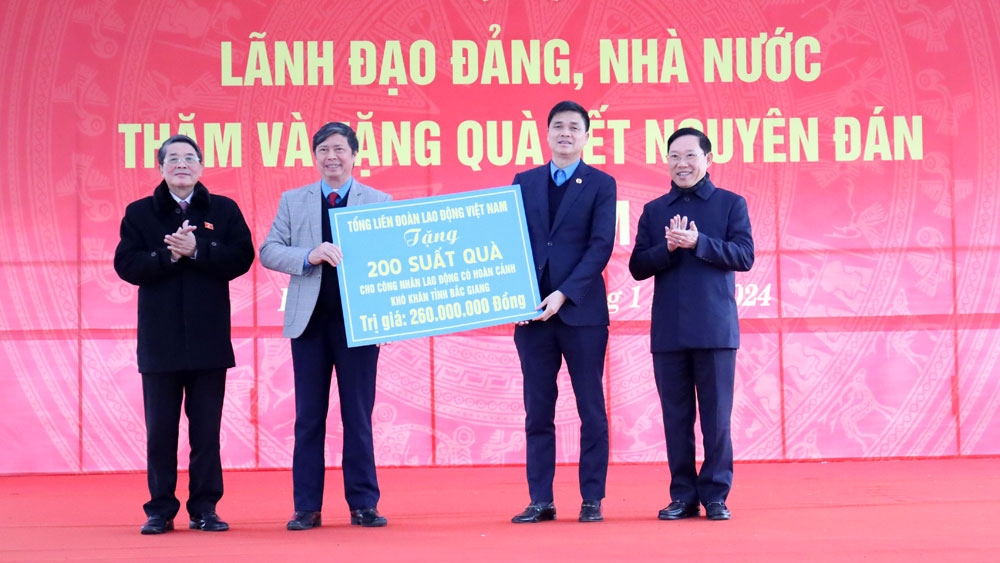 LÃNH ĐẠO ĐẢNG, NHÀ NƯỚC
THĂM VÀ TẶNG QUÀ TẾT NGUYÊN ĐÁN
TỔNG LIÊN ĐOÀN LAO ĐỘNG VIỆT NAM
Tặng
200 SUẤT QUÀ
CHO CÔNG NHÂN LAO ĐỘNG CÓ HOÀN CẢNH
KHÓ KHĂN TỈNH BẮC GIANG
Trị giá: 260.000.000 Đồng